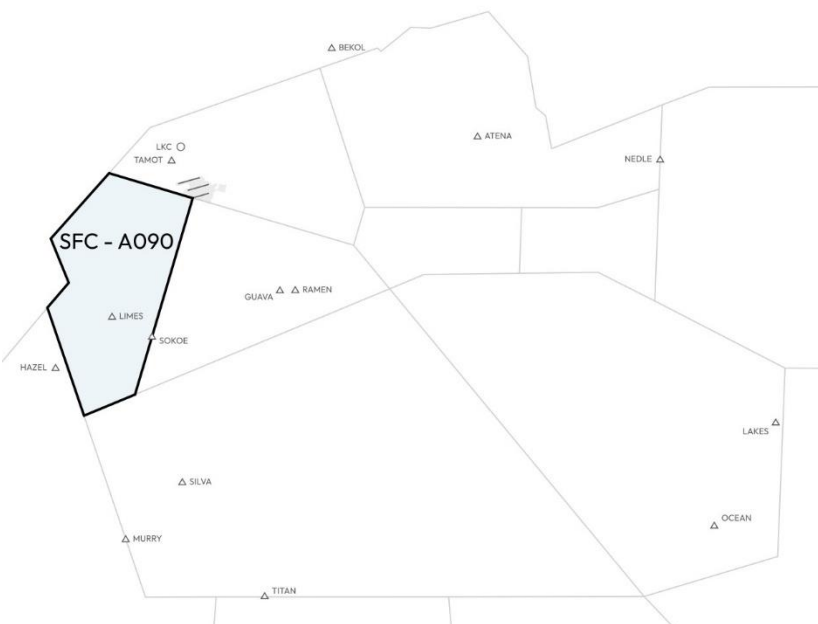 BEKOL
ATENA
LKC
TAMOT
NEDLE
SFC - A090
GUAVA
RAMEN
LIMES
SOKOE
HAZEL
LAKES
SILVA
OCEAN
MURRY
TITAN